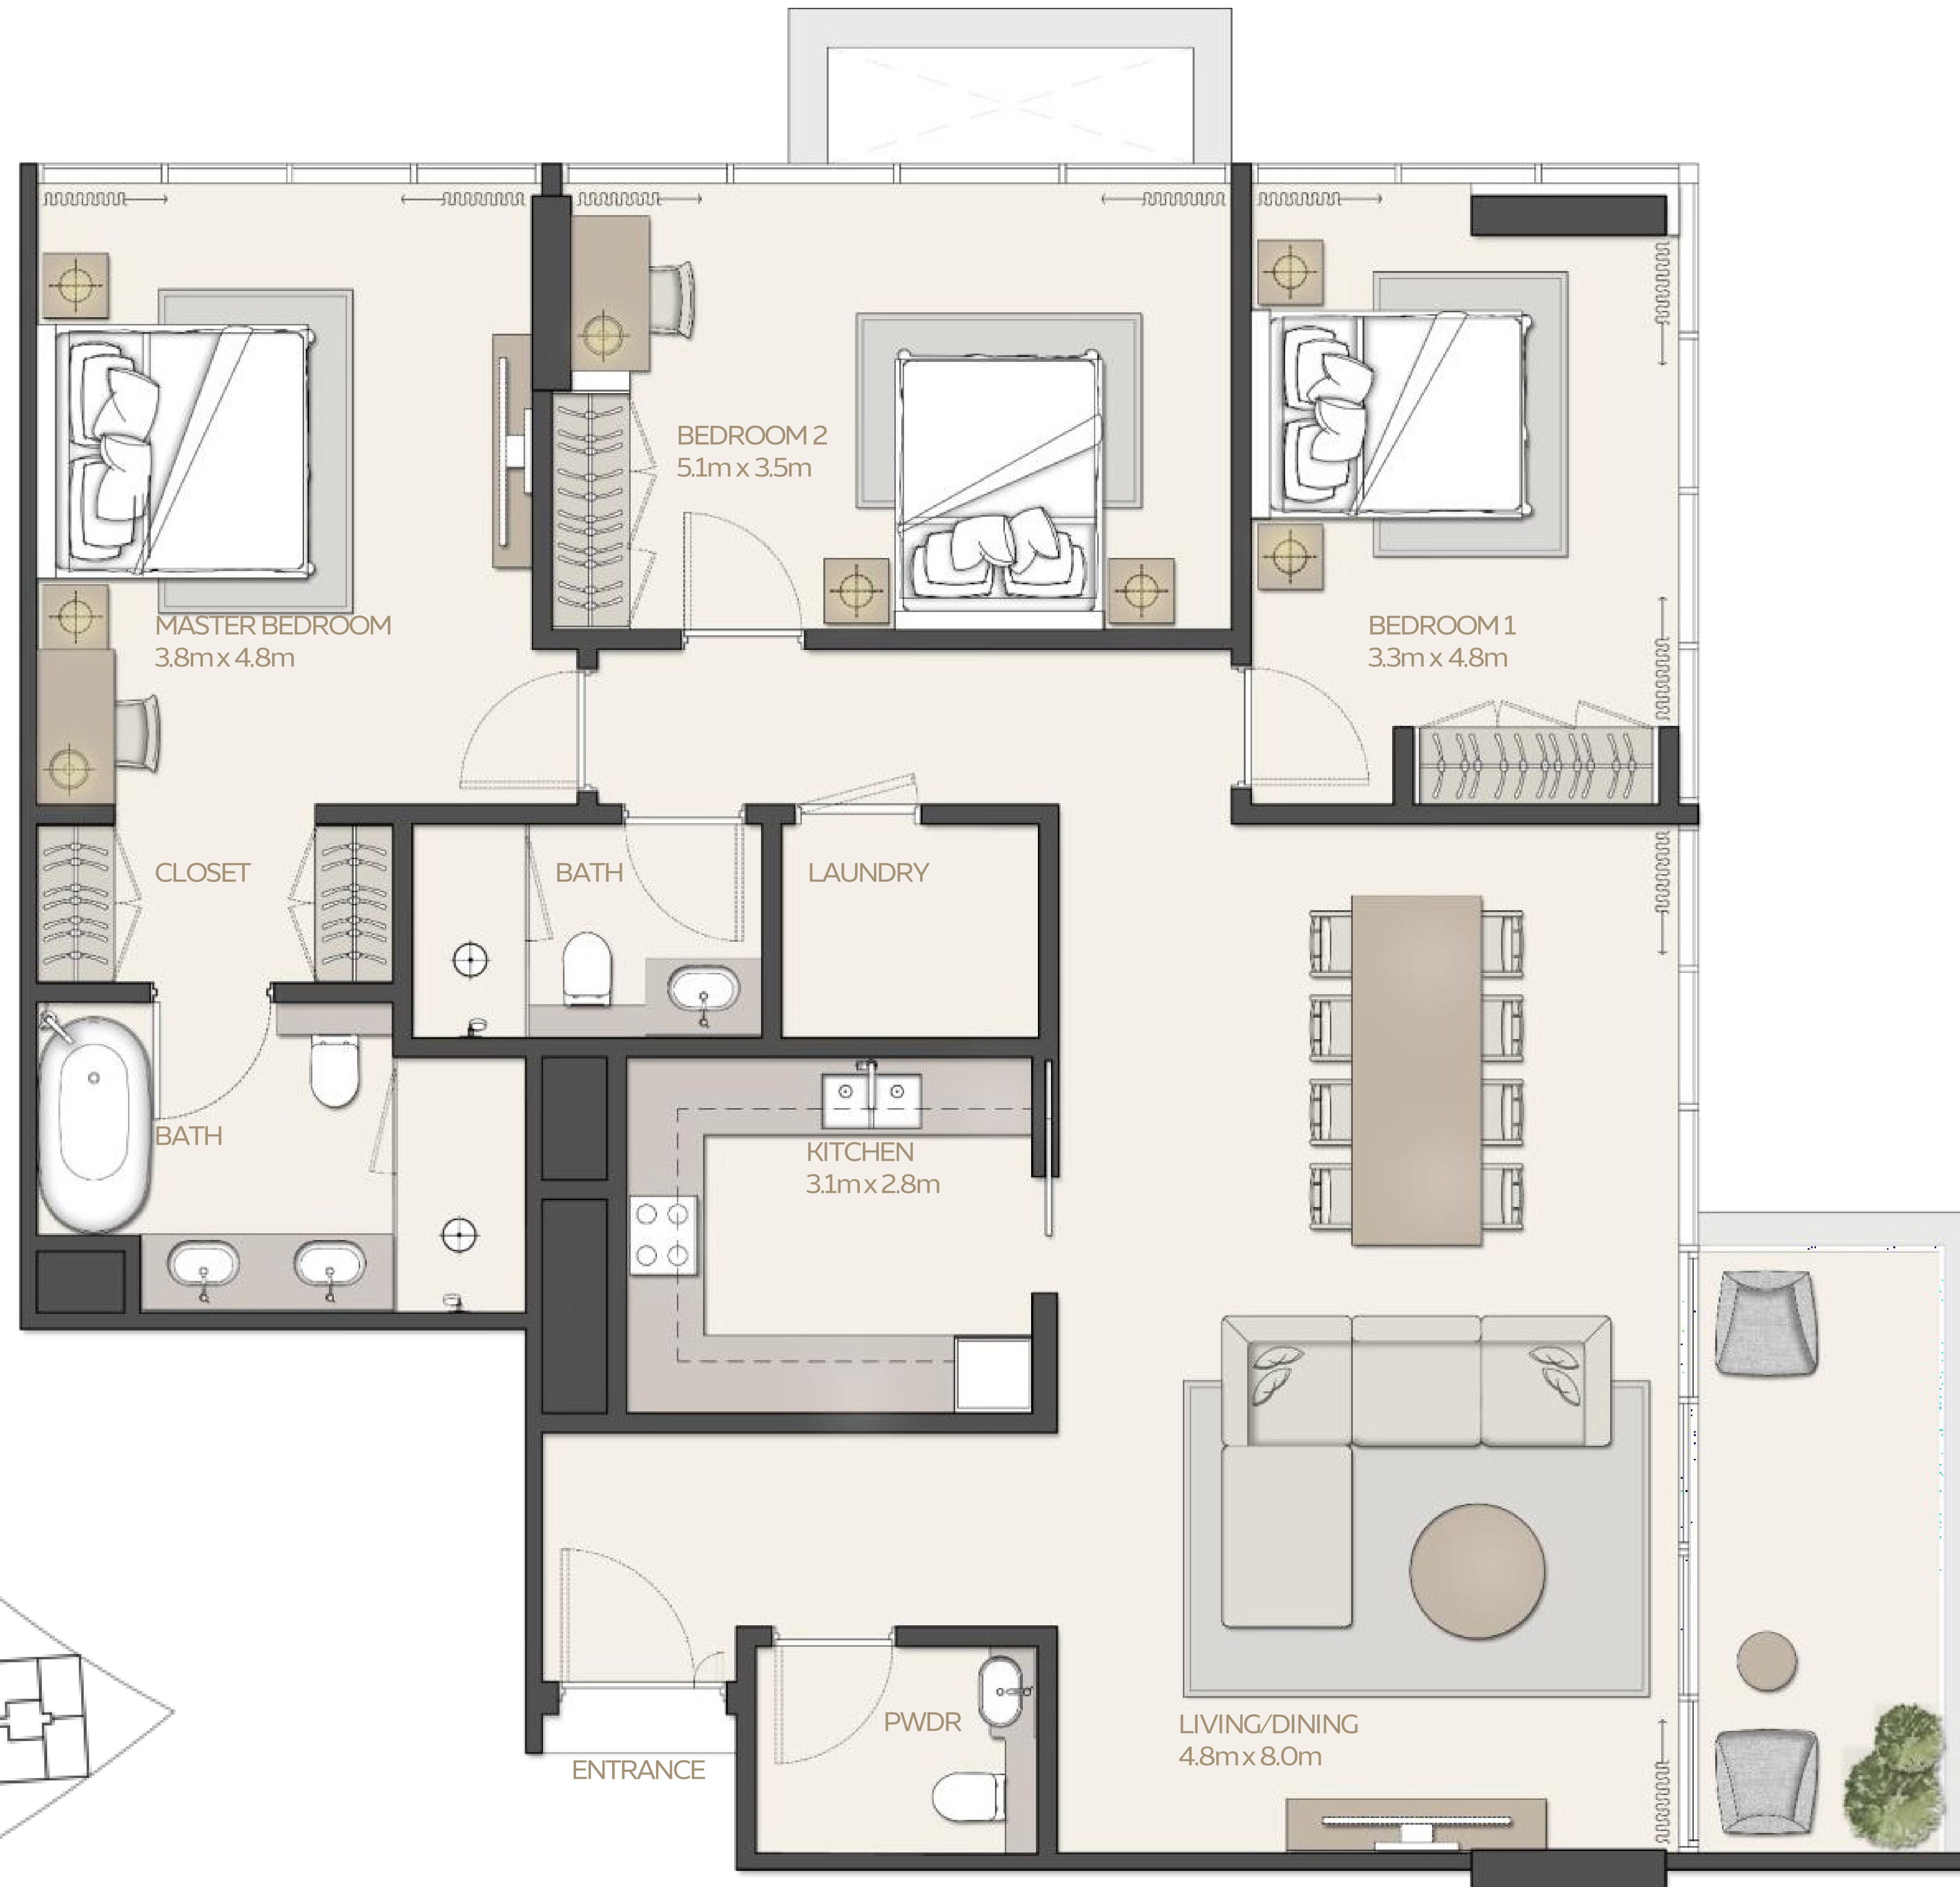 BEDROOM 2
5.1m x 3.5m
MASTER BEDROOM
3.8m x 4.8m
BEDROOM 1
3.3m x 4.8m
CLOSET
BATH
LAUNDRY
BATH
KITCHEN
3.1m x 2.8m
PWDR
LIVING/DINING
4.8m x 8.0m
ENTRANCE